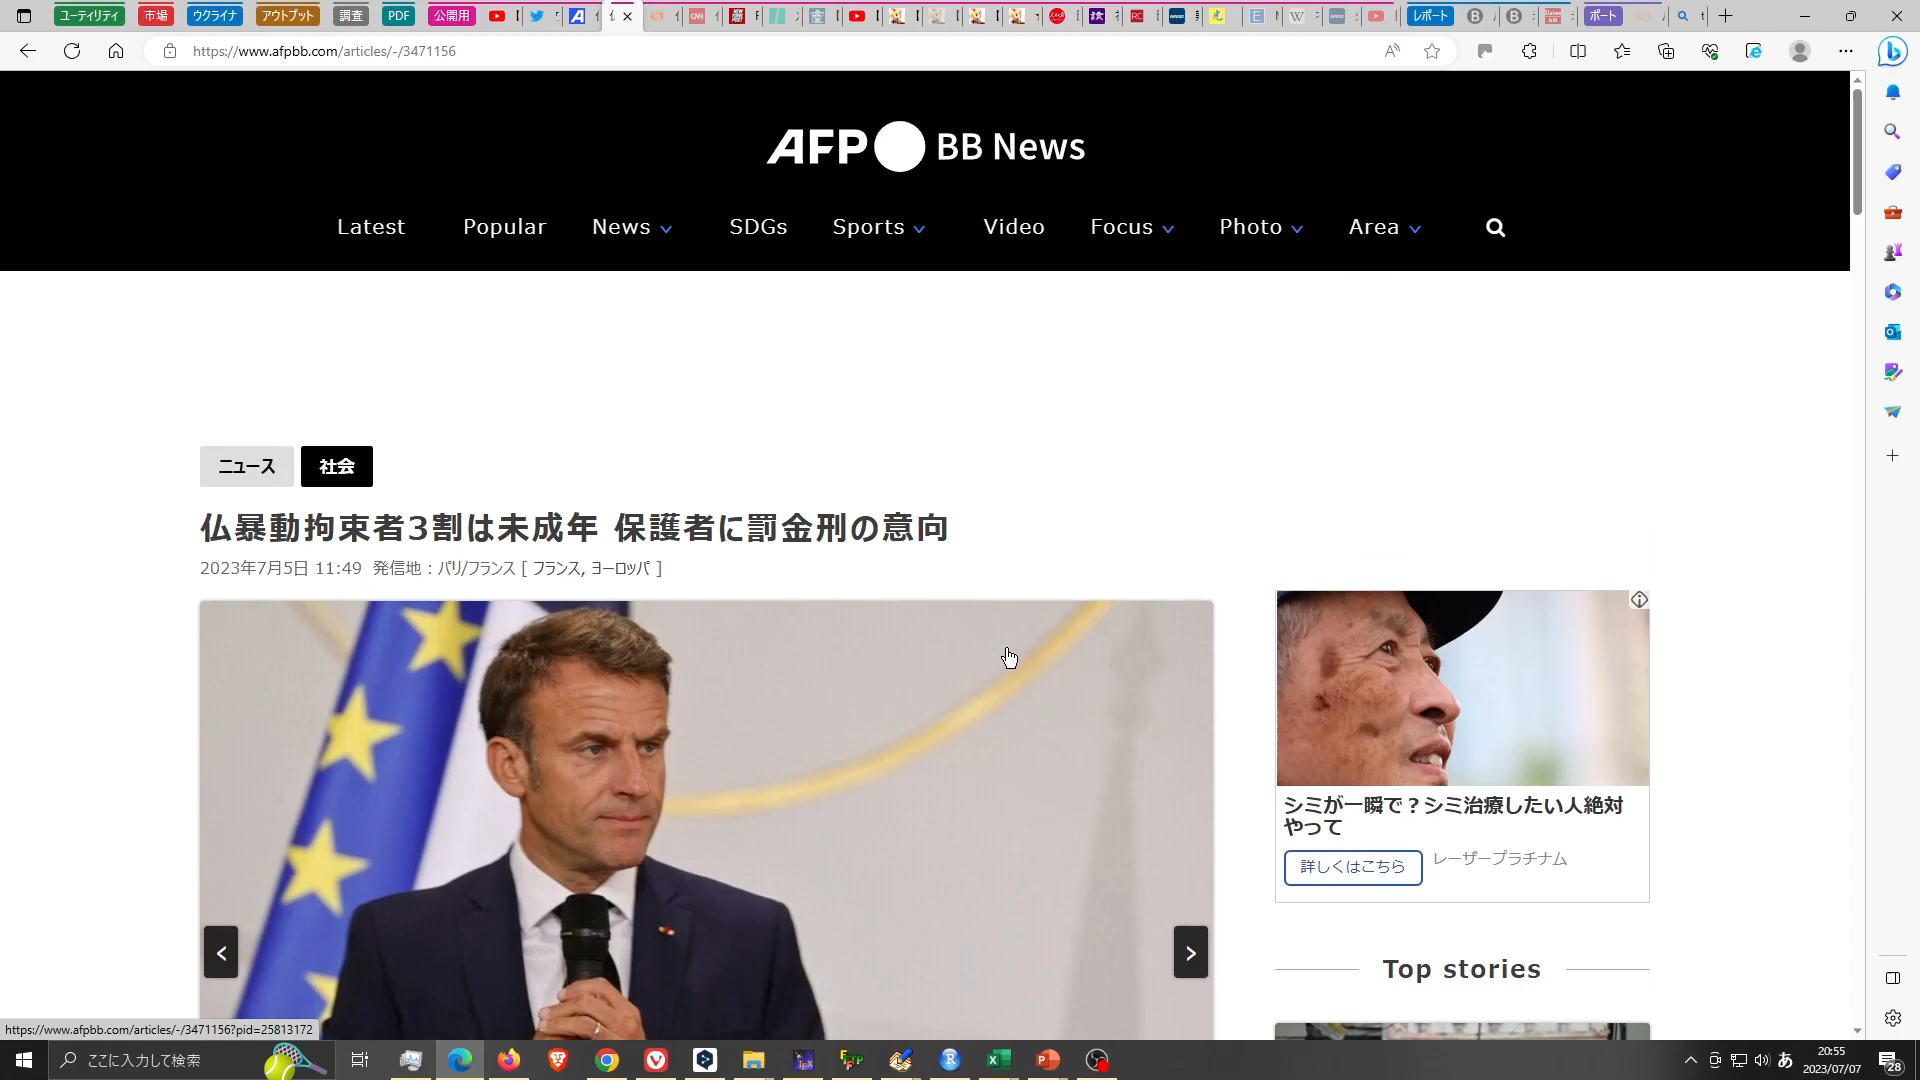 ユーティリティ 市場 ウクライナ アウトプット 調査 PDF 公開用 レポート ポート
https://www.afpbb.com/articles/-/3471156
AFP BB News
Latest Popular News SDGs Sports Video Focus Photo Area
ニュース 社会
仏暴動拘束者3割は未成年 保護者に罰金刑の意向
2023年7月5日 11:49 発信地：パリ/フランス [ フランス, ヨーロッパ ]
シミが一瞬で？シミ治療したい人絶対
やって
詳しくはこちら レーザープラチナム
Top stories
https://www.afpbb.com/articles/-/3471156?pid=25813172
ここに入力して検索
あ
20:55
2023/07/07
28